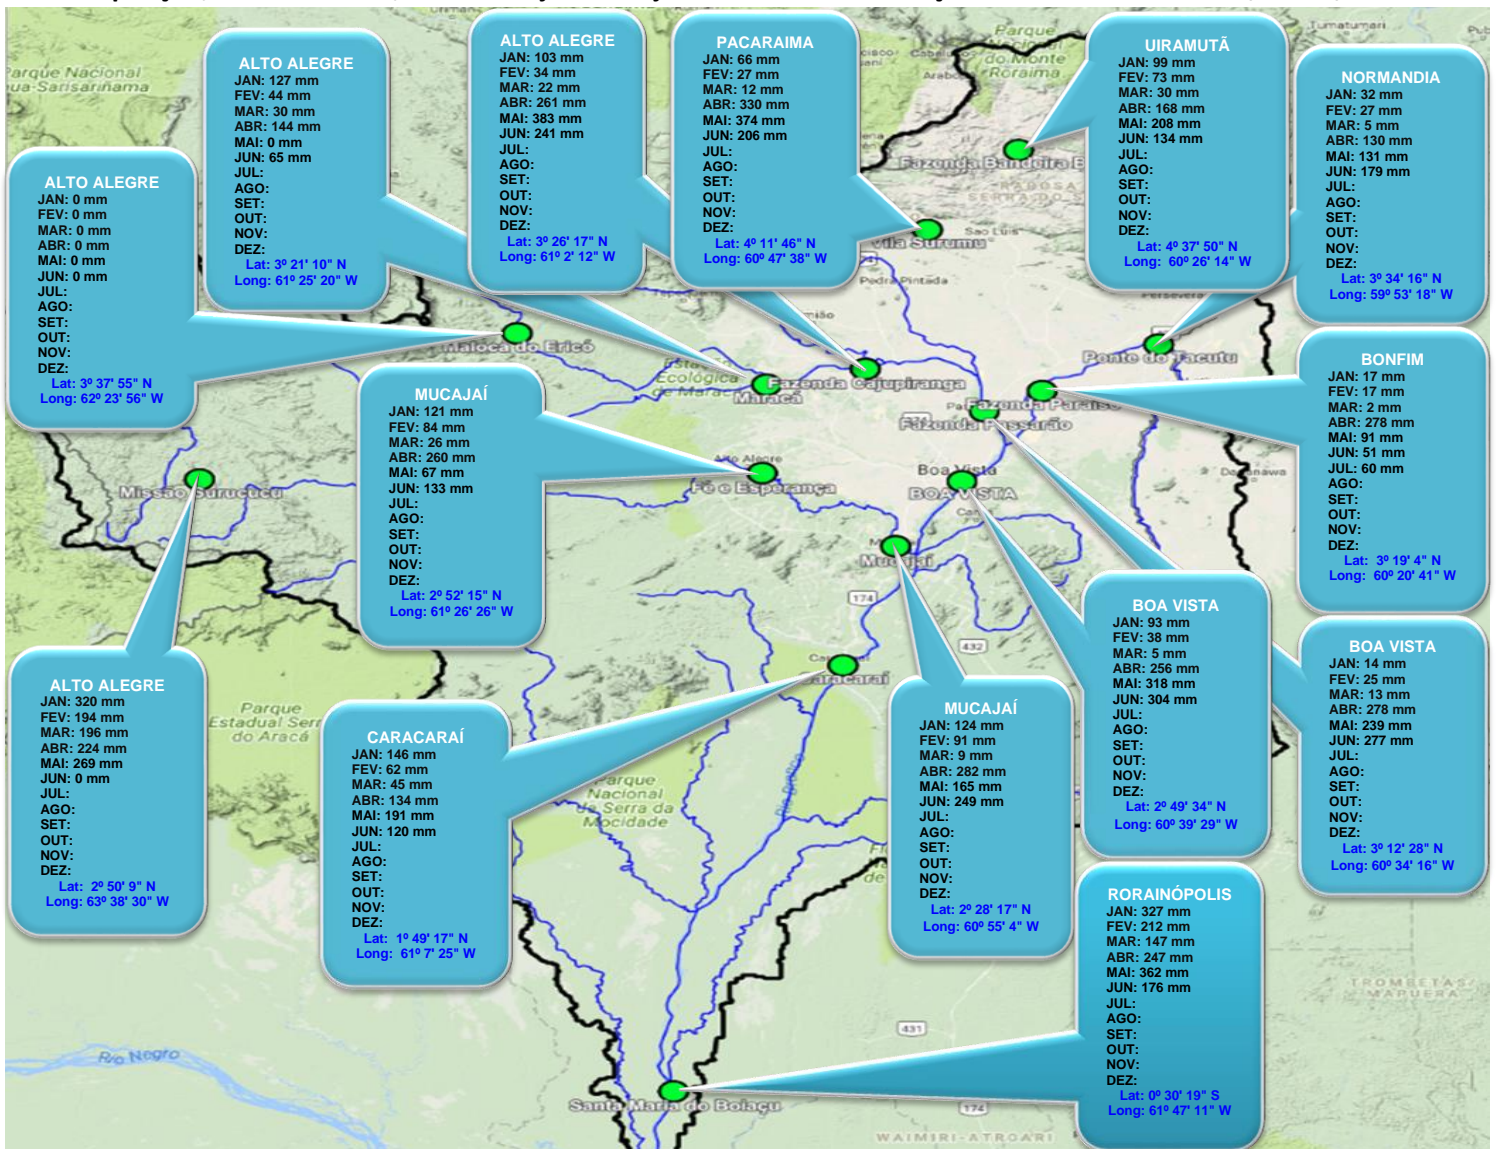 ALTO ALEGRE
JAN: 127 mm
FEV: 44 mm
MAR: 30 mm
ABR: 144 mm
MAI: 0 mm
JUN: 65 mm
JUL:
AGO:
SET:
OUT:
NOV:
DEZ:
Lat: 3º 21' 10" N
Long: 61º 25' 20" W
ALTO ALEGRE
JAN: 103 mm
FEV: 34 mm
MAR: 22 mm
ABR: 261 mm
MAI: 383 mm
JUN: 241 mm
JUL:
AGO:
SET:
OUT:
NOV:
DEZ:
Lat: 3º 26' 17" N
Long: 61º 2' 12" W
PACARAIMA
JAN: 66 mm
FEV: 27 mm
MAR: 12 mm
ABR: 330 mm
MAI: 374 mm
JUN: 206 mm
JUL:
AGO:
SET:
OUT:
NOV:
DEZ:
Lat: 4º 11' 46" N
Long: 60º 47' 38" W
UIRAMUTÃ
JAN: 99 mm
FEV: 73 mm
MAR: 30 mm
ABR: 168 mm
MAI: 208 mm
JUN: 134 mm
JUL:
AGO:
SET:
OUT:
NOV:
DEZ:
Lat: 4º 37' 50" N
Long: 60º 26' 14" W
NORMANDIA
JAN: 32 mm
FEV: 27 mm
MAR: 5 mm
ABR: 130 mm
MAI: 131 mm
JUN: 179 mm
JUL:
AGO:
SET:
OUT:
NOV:
DEZ:
Lat: 3º 34' 16" N
Long: 59º 53' 18" W
ALTO ALEGRE
JAN: 0 mm
FEV: 0 mm
MAR: 0 mm
ABR: 0 mm
MAI: 0 mm
JUN: 0 mm
JUL:
AGO:
SET:
OUT:
NOV:
DEZ:
Lat: 3º 37' 55" N
Long: 62º 23' 56" W
MUCAJAÍ
JAN: 121 mm
FEV: 84 mm
MAR: 26 mm
ABR: 260 mm
MAI: 67 mm
JUN: 133 mm
JUL:
AGO:
SET:
OUT:
NOV:
DEZ:
Lat: 2º 52' 15" N
Long: 61º 26' 26" W
BONFIM
JAN: 17 mm
FEV: 17 mm
MAR: 2 mm
ABR: 278 mm
MAI: 91 mm
JUN: 51 mm
JUL: 60 mm
AGO:
SET:
OUT:
NOV:
DEZ:
Lat: 3º 19' 4" N
Long: 60º 20' 41" W
BOA VISTA
JAN: 93 mm
FEV: 38 mm
MAR: 5 mm
ABR: 256 mm
MAI: 318 mm
JUN: 304 mm
JUL:
AGO:
SET:
OUT:
NOV:
DEZ:
Lat: 2º 49' 34" N
Long: 60º 39' 29" W
BOA VISTA
JAN: 14 mm
FEV: 25 mm
MAR: 13 mm
ABR: 278 mm
MAI: 239 mm
JUN: 277 mm
JUL:
AGO:
SET:
OUT:
NOV:
DEZ:
Lat: 3º 12' 28" N
Long: 60º 34' 16" W
ALTO ALEGRE
JAN: 320 mm
FEV: 194 mm
MAR: 196 mm
ABR: 224 mm
MAI: 269 mm
JUN: 0 mm
JUL:
AGO:
SET:
OUT:
NOV:
DEZ:
Lat: 2º 50' 9" N
Long: 63º 38' 30" W
CARACARAÍ
JAN: 146 mm
FEV: 62 mm
MAR: 45 mm
ABR: 134 mm
MAI: 191 mm
JUN: 120 mm
JUL:
AGO:
SET:
OUT:
NOV:
DEZ:
Lat: 1º 49' 17" N
Long: 61º 7' 25" W
MUCAJAÍ
JAN: 124 mm
FEV: 91 mm
MAR: 9 mm
ABR: 282 mm
MAI: 165 mm
JUN: 249 mm
JUL:
AGO:
SET:
OUT:
NOV:
DEZ:
Lat: 2º 28' 17" N
Long: 60º 55' 4" W
RORAINÓPOLIS
JAN: 327 mm
FEV: 212 mm
MAR: 147 mm
ABR: 247 mm
MAI: 362 mm
JUN: 176 mm
JUL:
AGO:
SET:
OUT:
NOV:
DEZ:
Lat: 0º 30' 19" S
Long: 61º 47' 11" W
Parque Nacional
Tumatumari
Parque
do Monte
Roraima
Vila Surumu
Sao Luis
Pedra Pintada
Maloca do Ericó
Estação
Ecológica
de Maracá
Maracá
Fazenda Cajupiranga
Ponte do Tacutu
Fazenda Paraíso
Fazenda Passarão
Alto Alegre
Fé e Esperança
Boa Vista
BOA VISTA
Missão Surucucu
Mucajaí
174
432
Caracaraí
Parque
Estadual Serra
do Aracá
Parque
Nacional
da Serra da
Mocidade
Rio Branco
431
Rio Negro
Santa Maria do Boiaçu
174
WAIMIRI-ATROARI
TROMBETAS/
MAPUERA